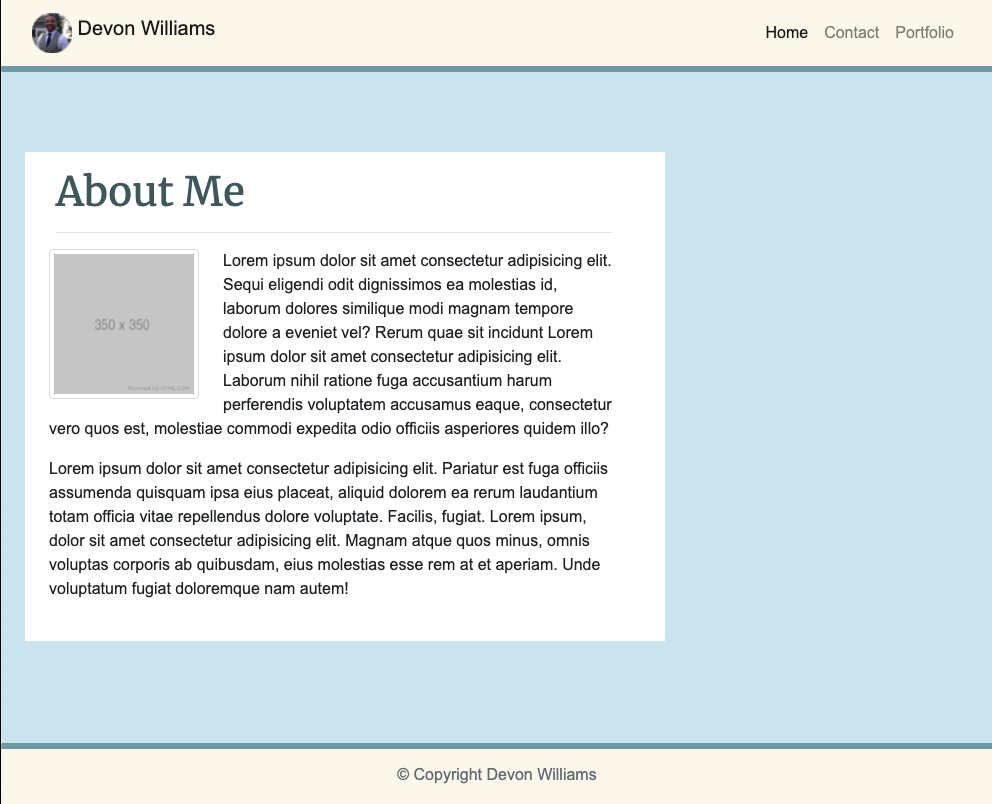 Devon Williams
Home Contact Portfolio
About Me
350 x 350
Powered by HTML.COM
Lorem ipsum dolor sit amet consectetur adipisicing elit.
Sequi eligendi odit dignissimos ea molestias id,
laborum dolores similique modi magnam tempore
dolore a eveniet vel? Rerum quae sit incidunt Lorem
ipsum dolor sit amet consectetur adipisicing elit.
Laborum nihil ratione fuga accusantium harum
perferendis voluptatem accusamus eaque, consectetur
vero quos est, molestiae commodi expedita odio officiis asperiores quidem illo?
Lorem ipsum dolor sit amet consectetur adipisicing elit. Pariatur est fuga officiis
assumenda quisquam ipsa eius placeat, aliquid dolorem ea rerum laudantium
totam officia vitae repellendus dolore voluptate. Facilis, fugiat. Lorem ipsum,
dolor sit amet consectetur adipisicing elit. Magnam atque quos minus, omnis
voluptas corporis ab quibusdam, eius molestias esse rem at et aperiam. Unde
voluptatum fugiat doloremque nam autem!
© Copyright Devon Williams